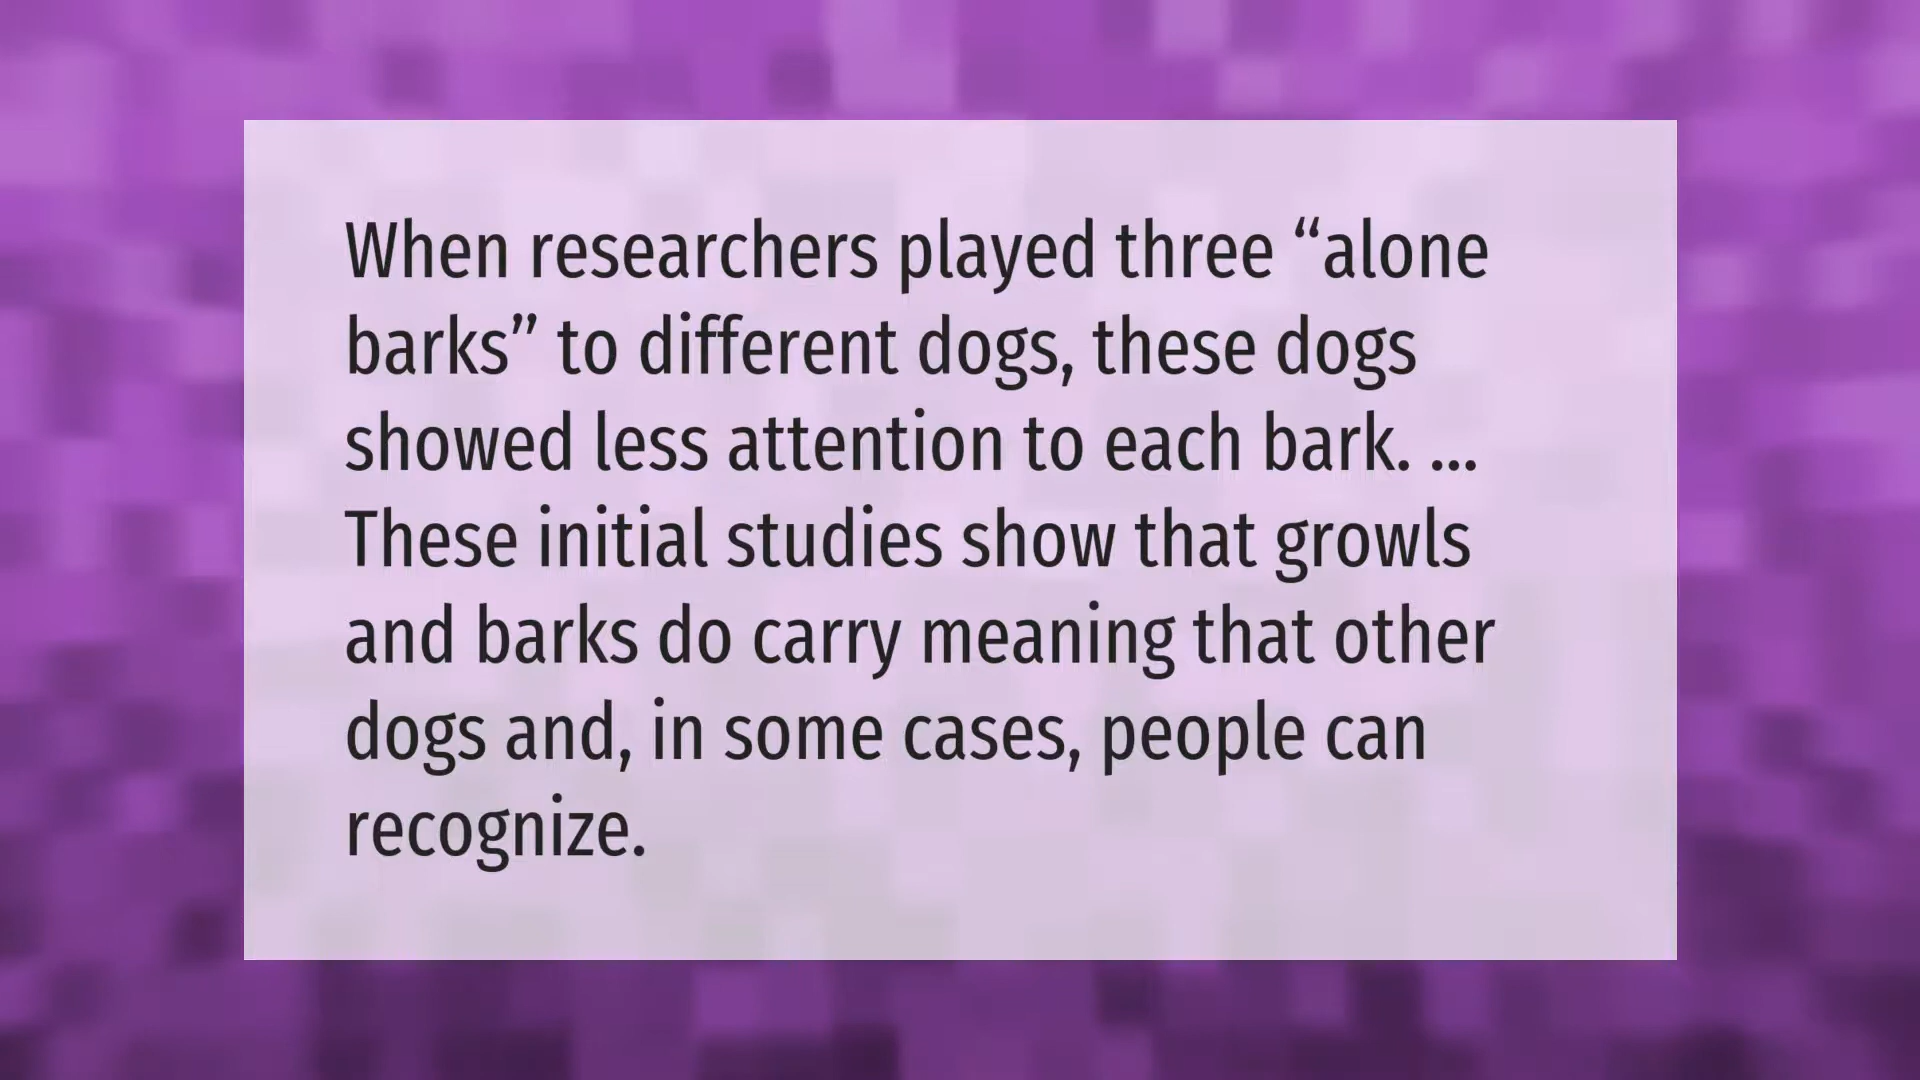 When researchers played three “alone
barks” to different dogs, these dogs
showed less attention to each bark. ...
These initial studies show that growls
and barks do carry meaning that other
dogs and, in some cases, people can
recognize.